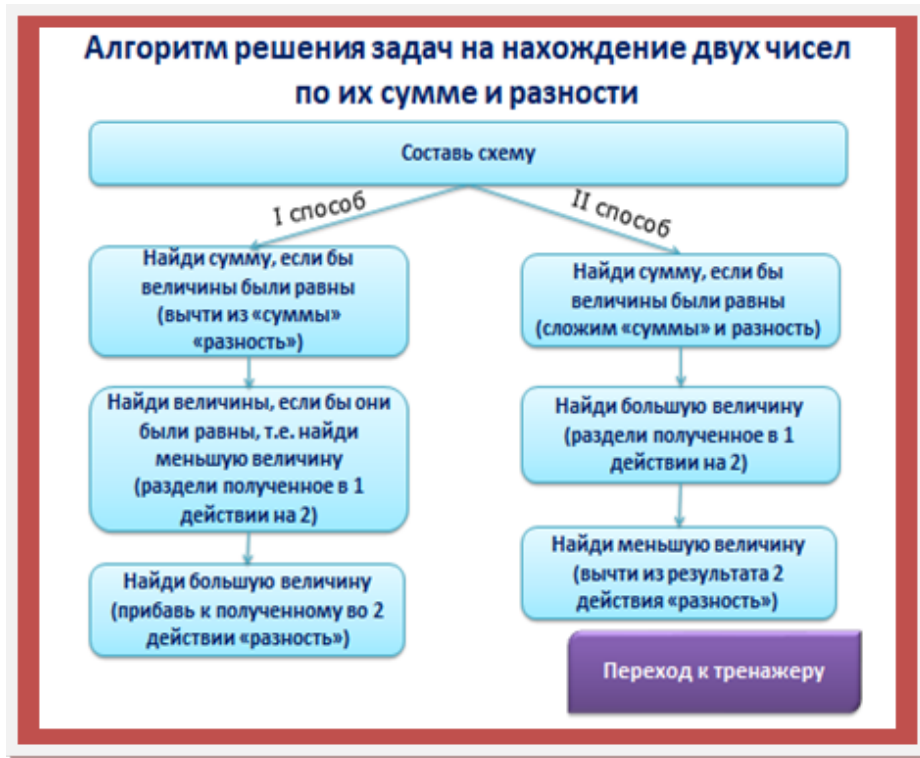 Алгоритм решения задач на нахождение двух чисел
по их сумме и разности
Составь схему
I способ
II способ
Найди сумму, если бы
величины были равны
(вычти из «суммы»
«разность»)
Найди величины, если бы они
были равны, т.е. найди
меньшую величину
(раздели полученное в 1
действии на 2)
Найди большую величину
(прибавь к полученному во 2
действии «разность»)
Найди сумму, если бы
величины были равны
(сложим «суммы» и разность)
Найди большую величину
(раздели полученное в 1
действии на 2)
Найди меньшую величину
(вычти из результата 2
действия «разность»)
Переход к тренажеру